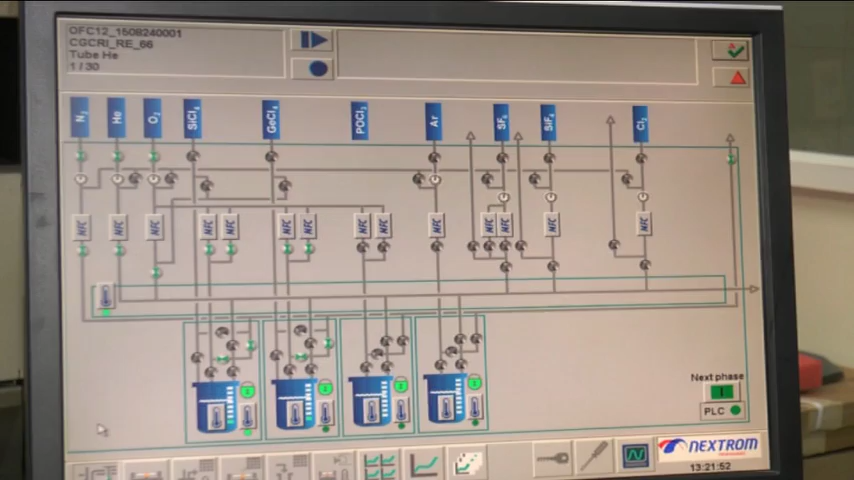 OFC12_1508240001
CGCRI_RE_66
Tube He
1 / 30
N₂
He
O₂
SiCl₄
GeCl₄
POCl₃
Ar
SF₆
SiF₄
Cl₂
MFC
MFC
MFC
MFC
MFC
MFC
MFC
MFC
MFC
MFC
MFC
MFC
MFC
MFC
Next phase
PLC
NEXTROM
13:21:52